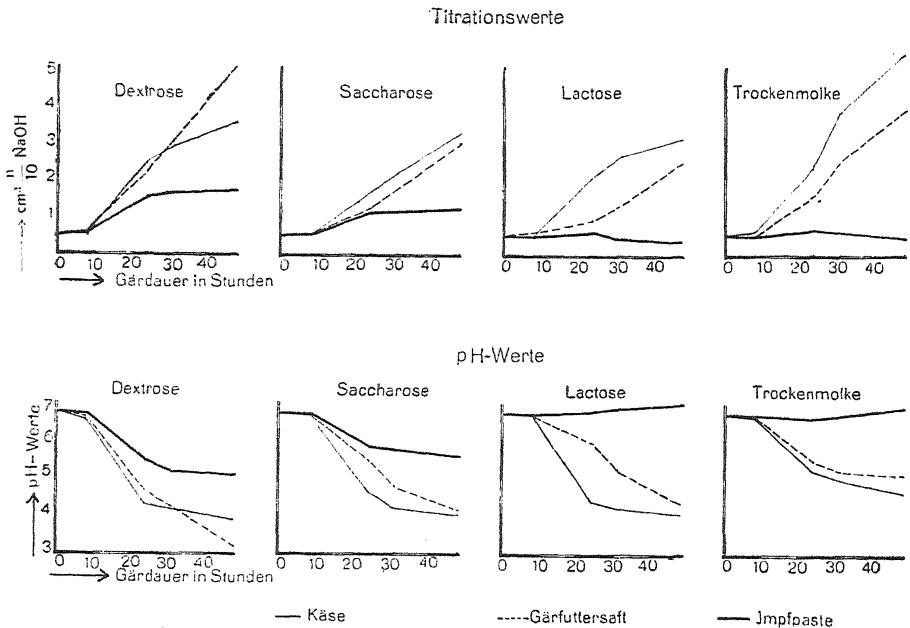 Titrationswerte
Dextrose Saccharose Lactose Trockenmolke
5
4
3
2
1
cm³ n/10 NaOH
0 10 20 30 40 0 10 20 30 40 0 10 20 30 40 0 10 20 30 40
Gärdauer in Stunden
pH-Werte
Dextrose Saccharose Lactose Trockenmolke
7
6
5
4
3
pH-Werte
0 10 20 30 40 0 10 20 30 40 0 10 20 30 40 0 10 20 30 40
Gärdauer in Stunden
Käse Gärfuttersaft Jmpfpaste